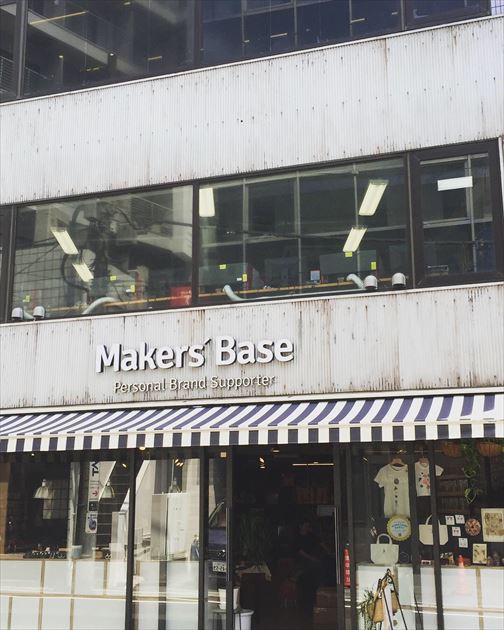 Makers' Base
Personal Brand Supporter